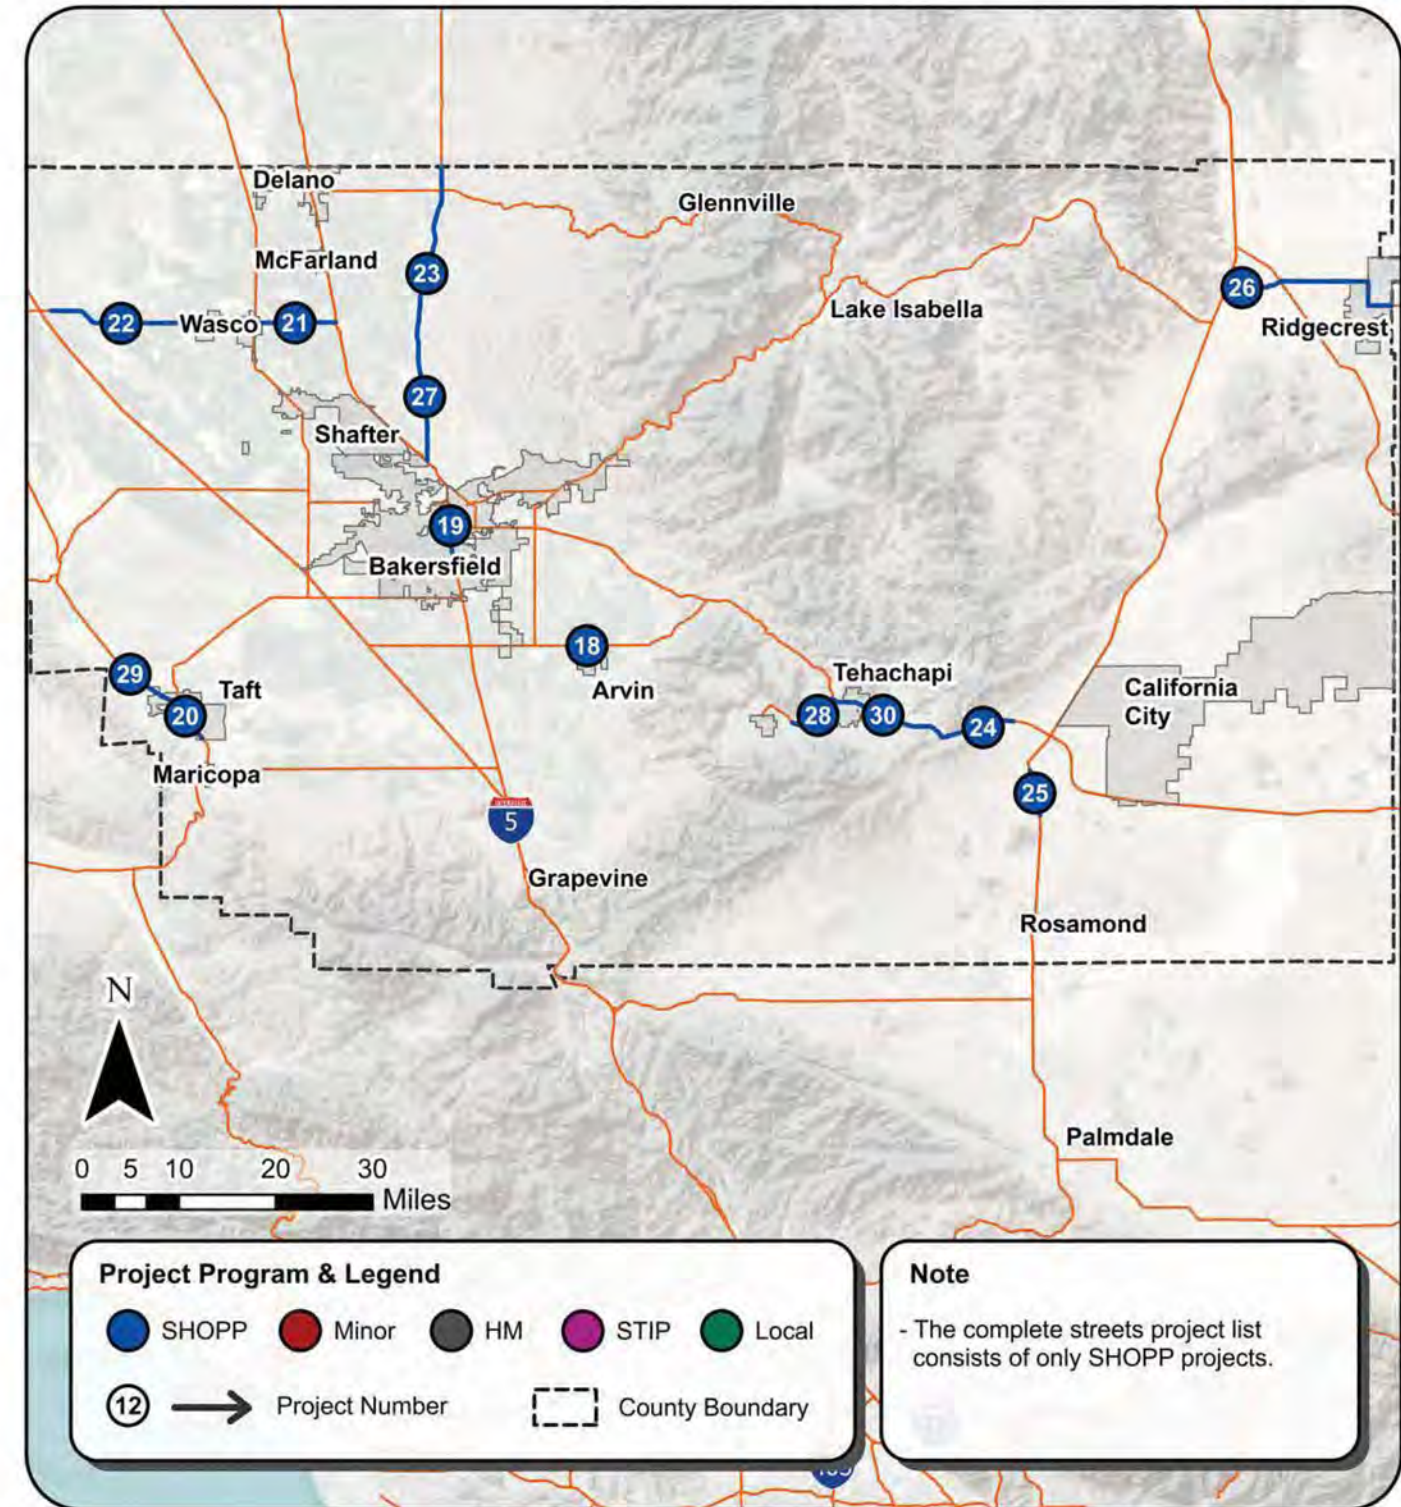 Delano
Glennville
McFarland
23
26
22
Wasco
21
Lake Isabella
Ridgecrest
27
Shafter
19
Bakersfield
18
29
Taft
Arvin
Tehachapi
California
City
20
28
30
24
Maricopa
25
INTERSTATE
5
Grapevine
Rosamond
N
Palmdale
0 5 10 20 30
Miles
Project Program & Legend
SHOPP
Minor
HM
STIP
Local
12
Project Number
County Boundary
Note
- The complete streets project list
consists of only SHOPP projects.